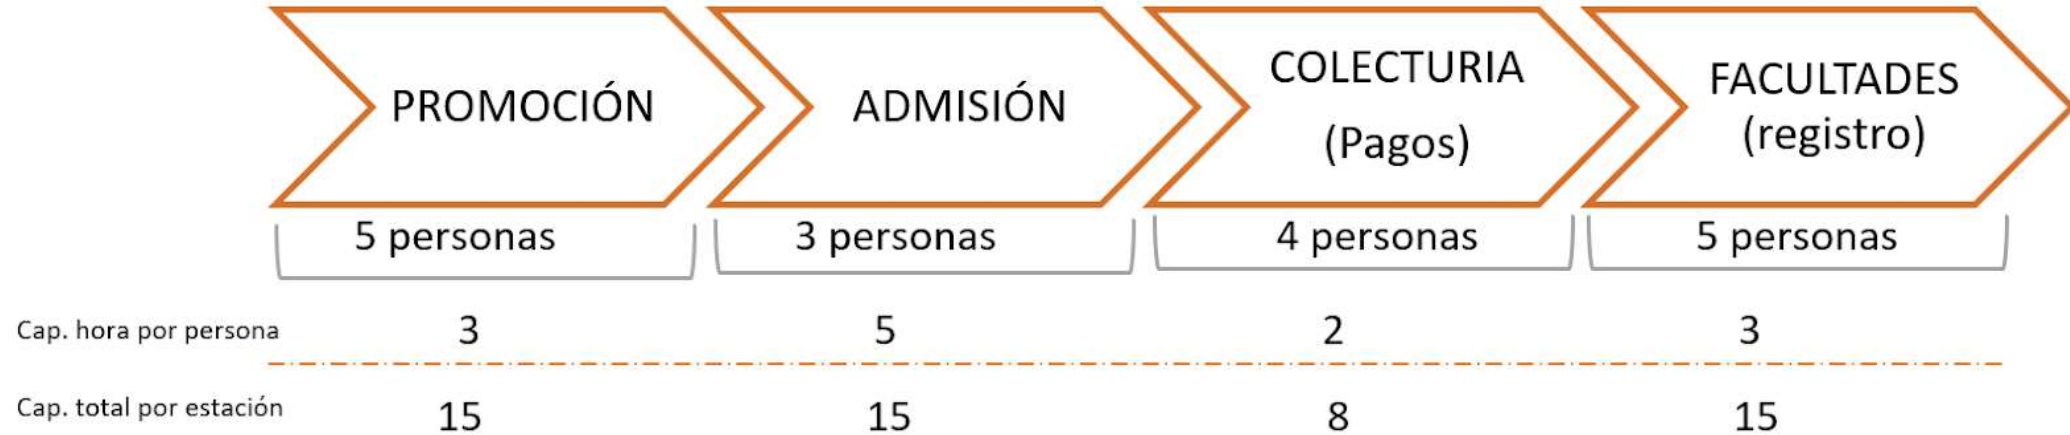 PROMOCIÓN
ADMISIÓN
COLECTURIA
(Pagos)
FACULTADES
(registro)
5 personas
3 personas
4 personas
5 personas
Cap. hora por persona 3 5 2 3
Cap. total por estación 15 15 8 15